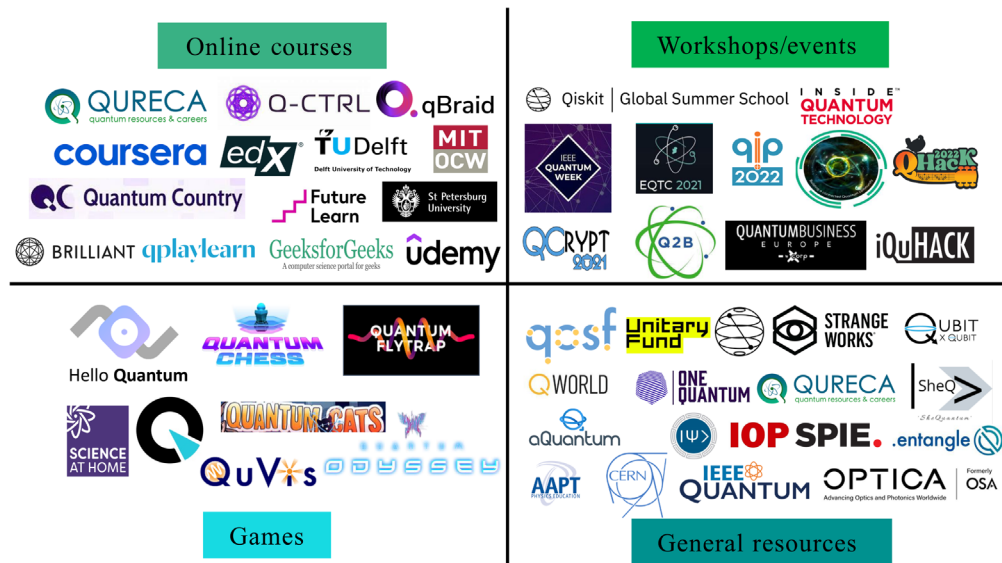 Online courses
QURECA
quantum resources & careers
Q-CTRL
qBraid
coursera
edX®
TUDelft
Delft University of Technology
MIT
OCW
QC Quantum Country
Future
Learn
St Petersburg
University
BRILLIANT
qplaylearn
GeeksforGeeks
A computer science portal for geeks
ûdemy
Workshops/events
Qiskit | Global Summer School
INSIDE™
QUANTUM
TECHNOLOGY
IEEE
QUANTUM
WEEK
EQTC 2021
qip
2022
2022
QHACK
QCRYPT
2021
Q2B
QUANTUMBUSINESS
EUROPE
iQuHACK
Hello Quantum
QUANTUM
CHESS
QUANTUM
FLYTRAP
SCIENCE
AT HOME
QUANTUM CATS
QuVis
QUANTUM
ODYSSEY
Games
qosf
Unitary
Fund
STRANGE
WORKS
QUBIT
X QUBIT
QWORLD
ONE
QUANTUM
QURECA
quantum resources & careers
SheQ
SheQuantum
aQuantum
|Ψ>
IOP
SPIE.
.entangle
AAPT
PHYSICS EDUCATION
CERN
IEEE
QUANTUM
OPTICA
Advancing Optics and Photonics Worldwide
Formerly
OSA
General resources